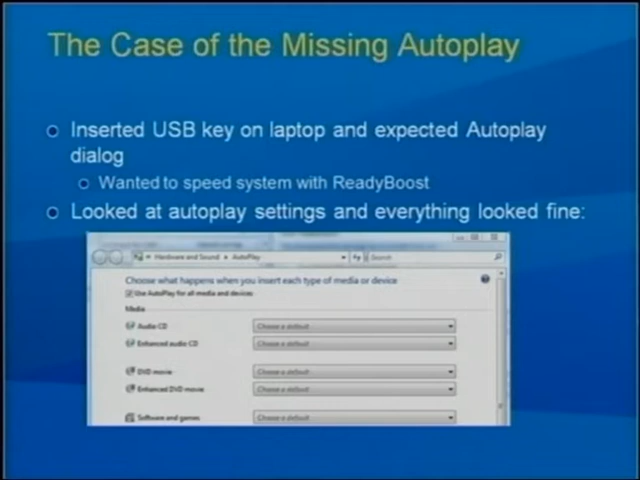 The Case of the Missing Autoplay
Inserted USB key on laptop and expected Autoplay
dialog
Wanted to speed system with ReadyBoost
Looked at autoplay settings and everything looked fine:
Hardware and Sound ▸ AutoPlay
Search
Choose what happens when you insert each type of media or device
Use AutoPlay for all media and devices
Media
Audio CD Choose a default
Enhanced audio CD Choose a default
DVD movie Choose a default
Enhanced DVD movie Choose a default
Software and games Choose a default